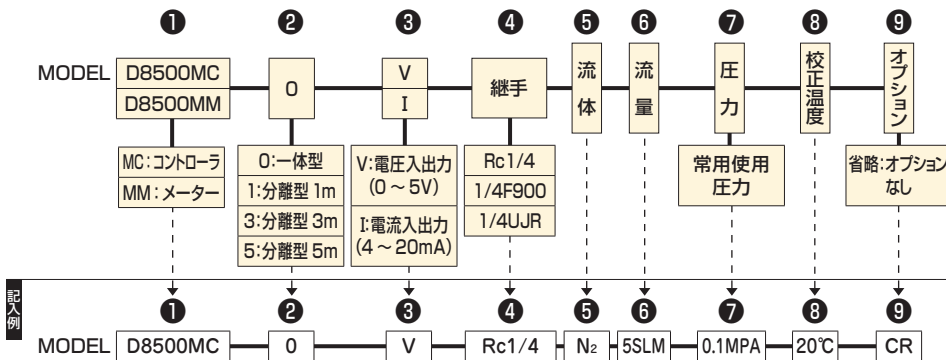 ❶ ❷ ❸ ❹ ❺ ❻ ❼ ❽ ❾
MODEL D8500MC 0 V 継手 流体 流量 圧力 校正温度 オプション
D8500MM I
MC:コントローラ 0:一体型 V:電圧入出力 Rc1/4 常用使用 省略:オプション
MM:メーター 1:分離型 1m (0～5V) 1/4F900 圧力 なし
3:分離型 3m I:電流入出力 1/4UJR
5:分離型 5m (4～20mA)
記入例
❶ ❷ ❸ ❹ ❺ ❻ ❼ ❽ ❾
MODEL D8500MC 0 V Rc1/4 N₂ 5SLM 0.1MPA 20℃ CR